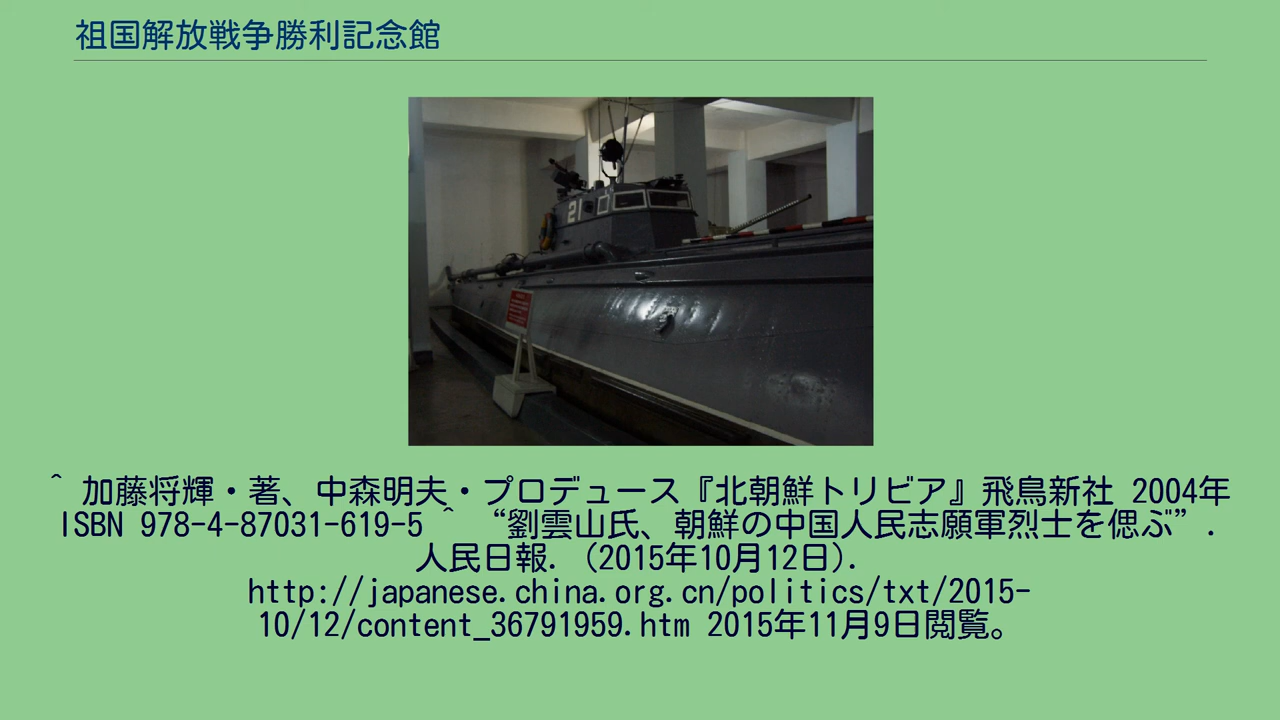 祖国解放戦争勝利記念館
21
^ 加藤将輝・著、中森明夫・プロデュース『北朝鮮トリビア』飛鳥新社 2004年
ISBN 978-4-87031-619-5 ^ “劉雲山氏、朝鮮の中国人民志願軍烈士を偲ぶ”.
人民日報. (2015年10月12日).
http://japanese.china.org.cn/politics/txt/2015-
10/12/content_36791959.htm 2015年11月9日閲覧。